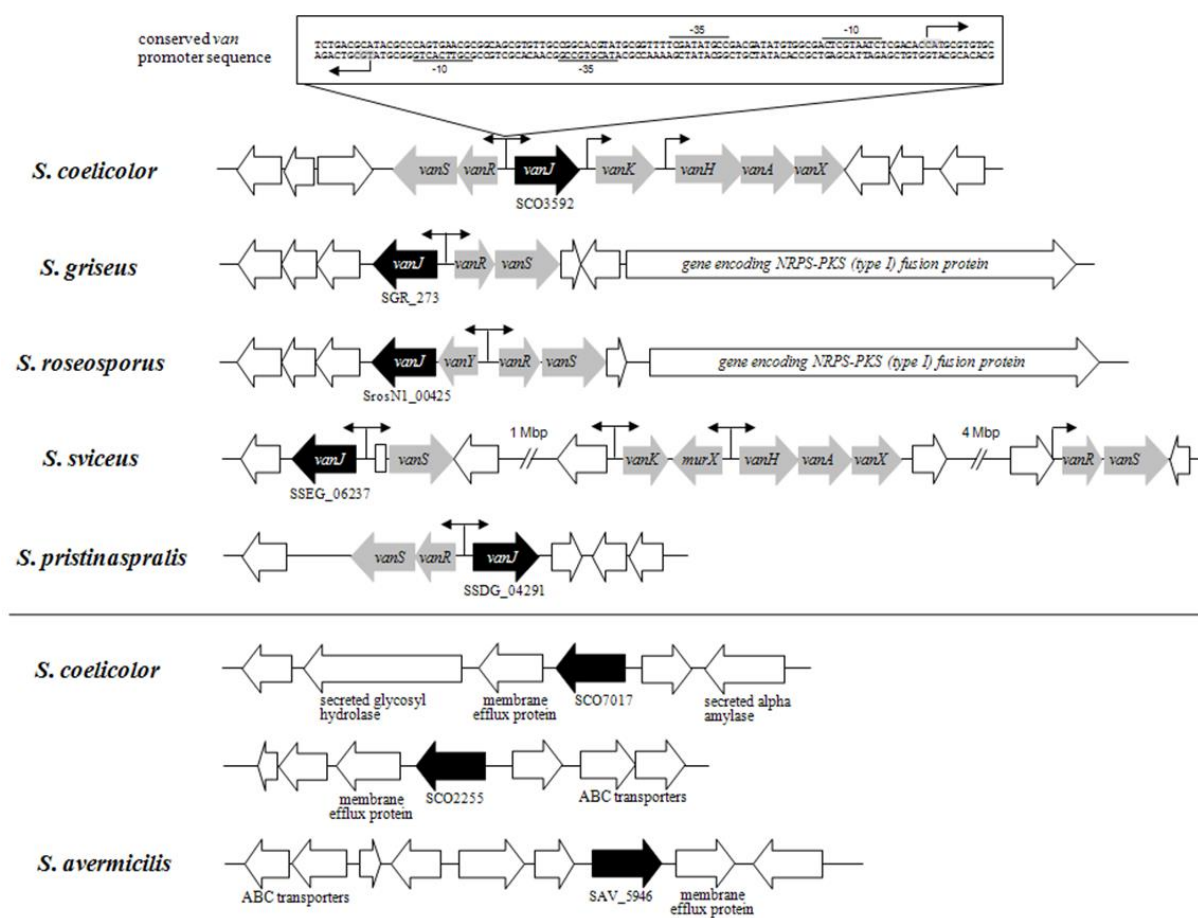 conserved van
promoter sequence
-35
-10
TCTGACGCATACGCCCAGTGAACGCGGCAGCGTGTTGCCGGCACGTATGCGGTTTTCGATATGCCGACGATATGTGGCGACTCGTAATCTCGACACCATGCGTGTGC
AGACTGCGTATGCGGGTCACTTGCGCCGTCGCACAACGGCCGTGCATACGCCAAAAGCTATACGGCTGCTATACACCGCTGAGCATTAGAGCTGTGGTACGCACACG
-10
-35
S. coelicolor
vanS vanR vanJ vanK vanH vanA vanX
SCO3592
S. griseus
vanJ vanR vanS gene encoding NRPS-PKS (type I) fusion protein
SGR_273
S. roseosporus
vanJ vanY vanR vanS gene encoding NRPS-PKS (type I) fusion protein
SrosN1_00425
1 Mbp
4 Mbp
S. sviceus
vanJ vanS vanK murX vanH vanA vanX vanR vanS
SSEG_06237
S. pristinaspralis
vanS vanR vanJ
SSDG_04291
S. coelicolor
secreted glycosyl
hydrolase
membrane
efflux protein
SCO7017
secreted alpha
amylase
membrane
efflux protein
SCO2255
ABC transporters
S. avermicilis
ABC transporters
SAV_5946
membrane
efflux protein